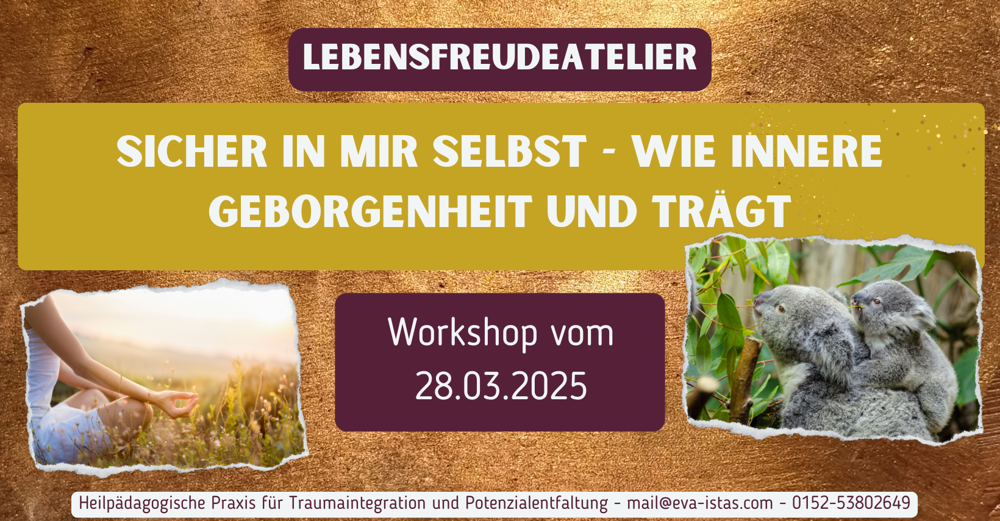 LEBENSFREUDEATELIER
SICHER IN MIR SELBST - WIE INNERE
GEBORGENHEIT UND TRÄGT
Workshop vom
28.03.2025
Heilpädagogische Praxis für Traumaintegration und Potenzialentfaltung - mail@eva-istas.com - 0152-53802649